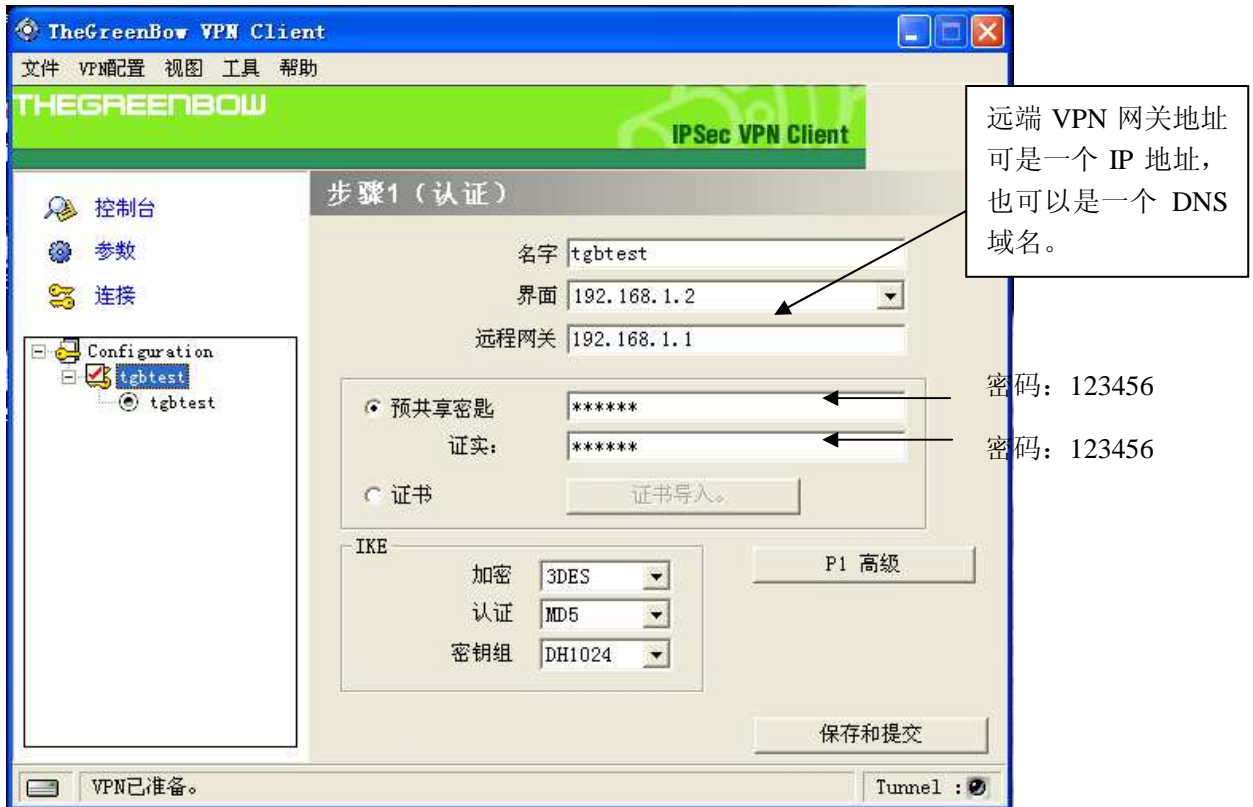 TheGreenBow VPN Client
文件 VPN配置 视图 工具 帮助
THEGREENBOW
IPSec VPN Client
远端 VPN 网关地址
可是一个 IP 地址，
也可以是一个 DNS
域名。
控制台
参数
连接
步骤1（认证）
名字 tgbtest
界面 192.168.1.2
远程网关 192.168.1.1
Configuration
tgbtest
tgbtest
预共享密匙 ******
密码：123456
证实： ******
密码：123456
证书 证书导入。
IKE
加密 3DES
P1 高级
认证 MD5
密钥组 DH1024
保存和提交
VPN已准备。
Tunnel :